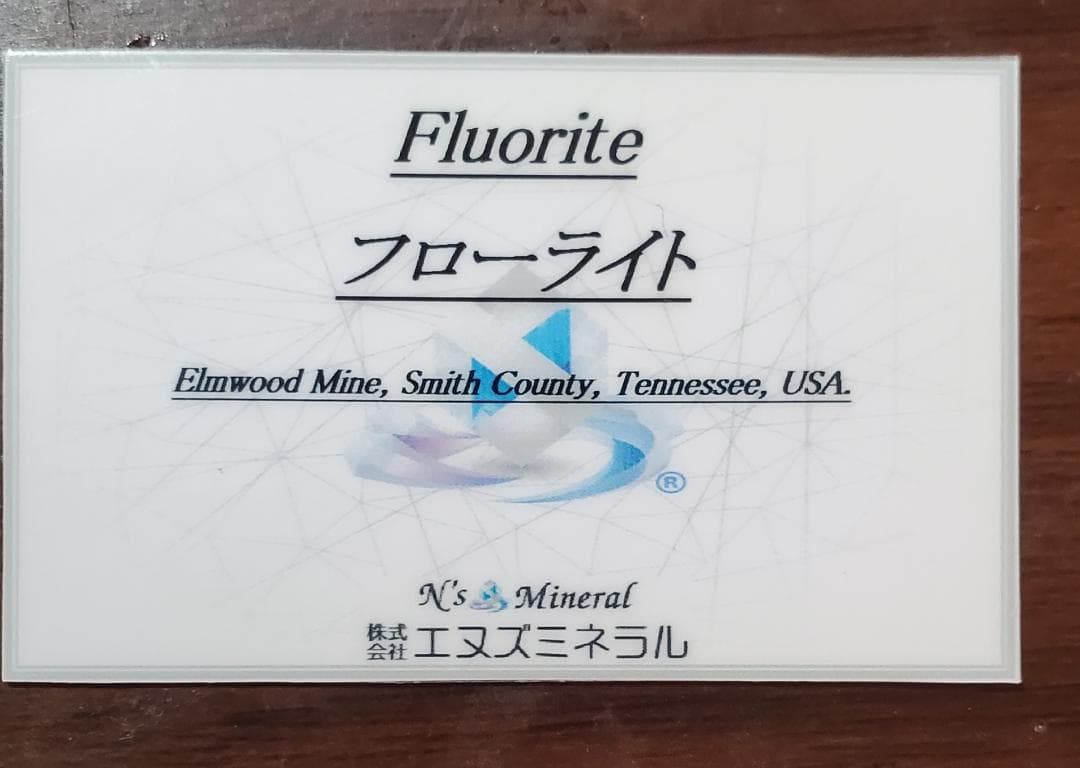 Fluorite
フローライト
Elmwood Mine, Smith County, Tennessee, USA.
®
N's Mineral
株式会社 エヌズミネラル